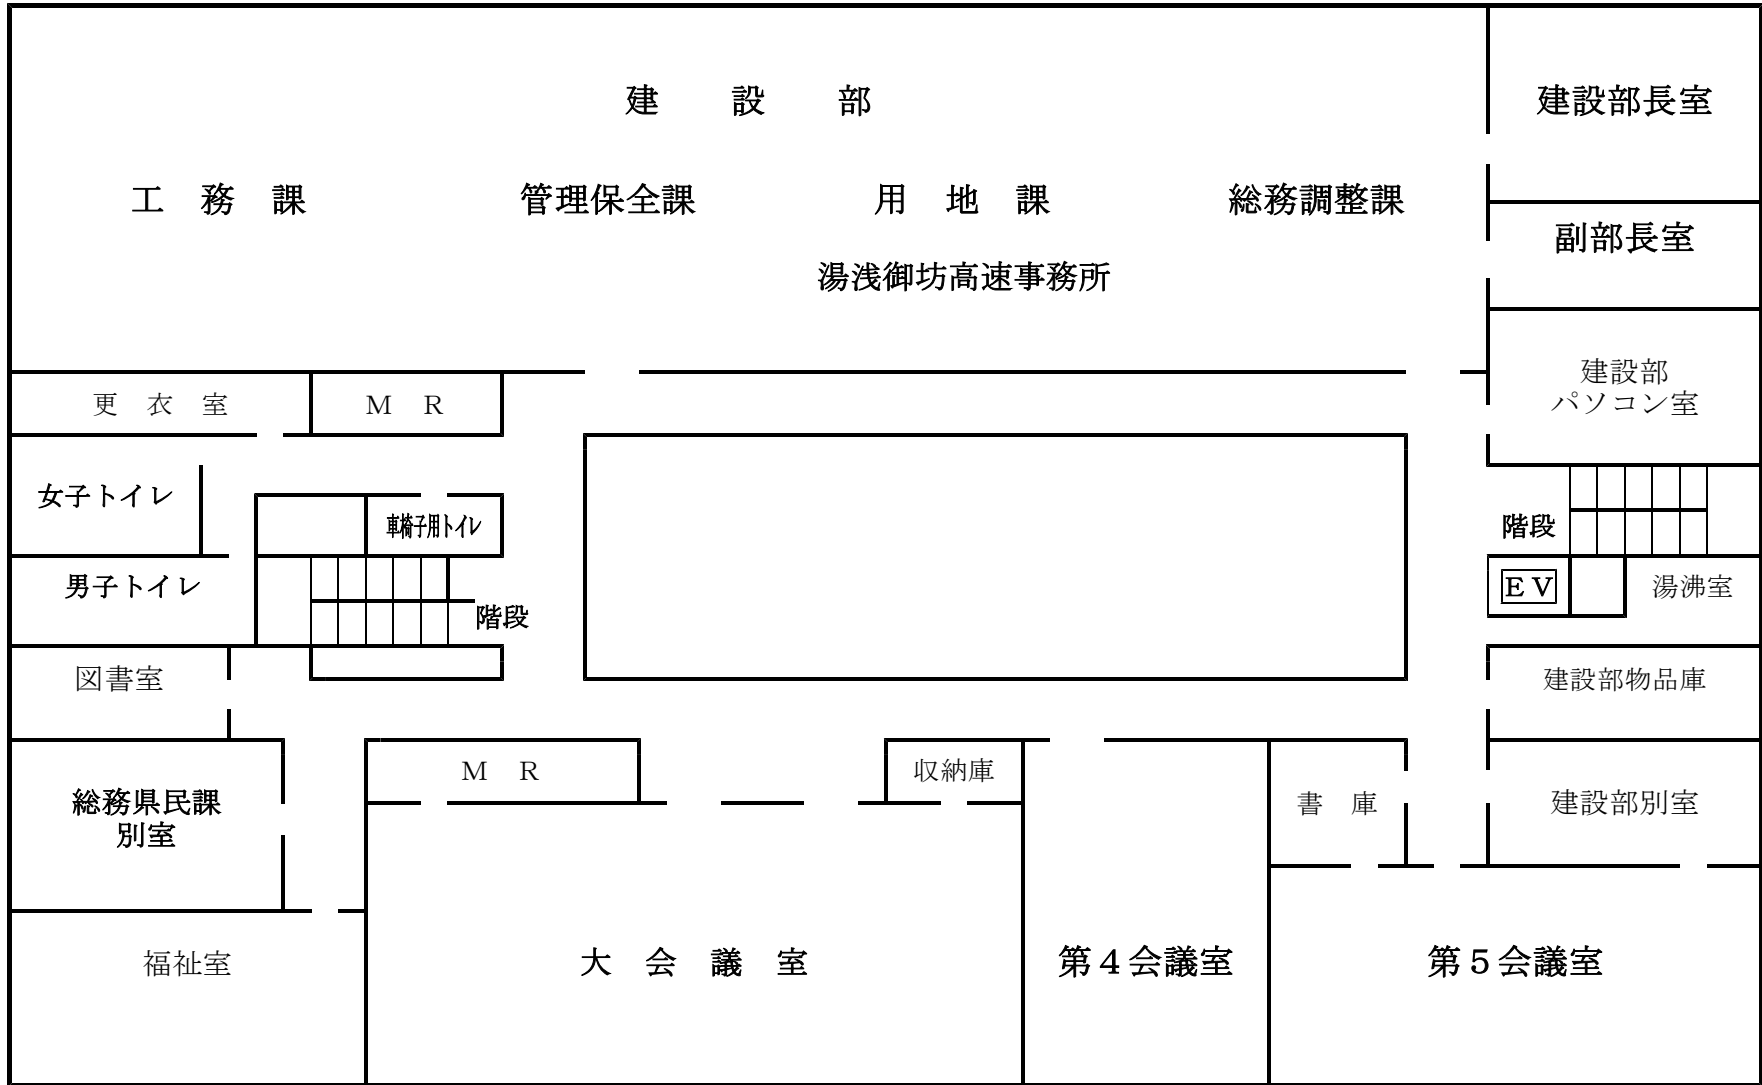 建　設　部
建設部長室
工　務　課　管理保全課　用　地　課　総務調整課
副部長室
湯浅御坊高速事務所
建設部
パソコン室
更　衣　室
Ｍ　Ｒ
女子トイレ
車椅子用トイレ
階段
男子トイレ
ＥＶ
湯沸室
階段
図書室
建設部物品庫
Ｍ　Ｒ
収納庫
総務県民課
別室
書　庫
建設部別室
福祉室
大　会　議　室
第４会議室
第５会議室